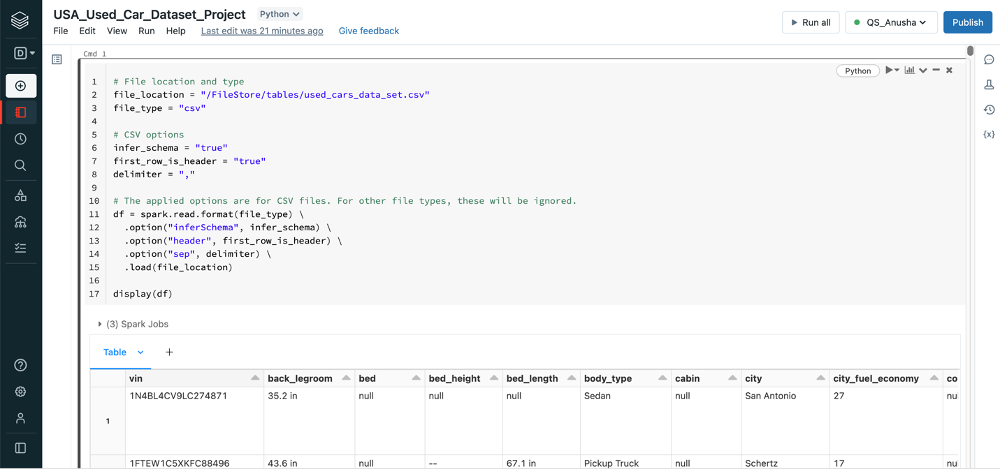 USA_Used_Car_Dataset_Project Python
File Edit View Run Help Last edit was 21 minutes ago Give feedback
Run all QS_Anusha Publish
D
Cmd 1
Python
{x}
1 # File location and type
2 file_location = "/FileStore/tables/used_cars_data_set.csv"
3 file_type = "csv"
4
5 # CSV options
6 infer_schema = "true"
7 first_row_is_header = "true"
8 delimiter = ","
9
10 # The applied options are for CSV files. For other file types, these will be ignored.
11 df = spark.read.format(file_type) \
12   .option("inferSchema", infer_schema) \
13   .option("header", first_row_is_header) \
14   .option("sep", delimiter) \
15   .load(file_location)
16
17 display(df)
(3) Spark Jobs
Table +
vin back_legroom bed bed_height bed_length body_type cabin city city_fuel_economy co
1 1N4BL4CV9LC274871 35.2 in null null null Sedan null San Antonio 27 nu
1FTEW1C5XKFC88496 43.6 in null -- 67.1 in Pickup Truck null Schertz 17 nu